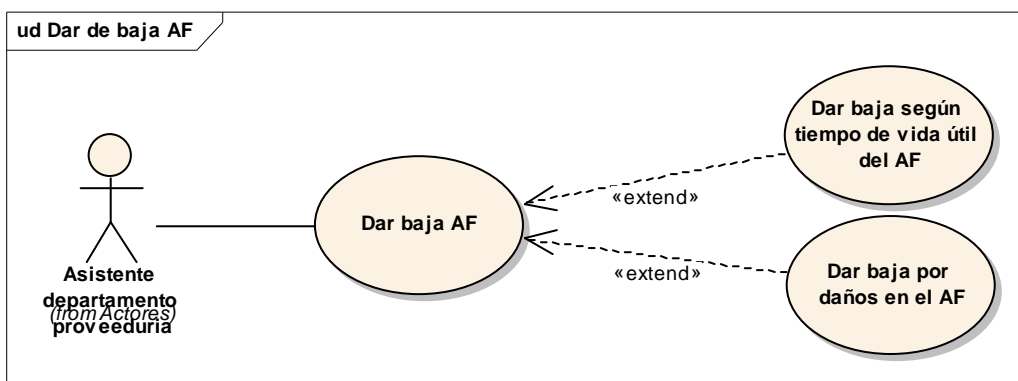 ud Dar de baja AF
Asistente
departamento
(from Actores)
proveeduría
Dar baja AF
«extend»
«extend»
Dar baja según
tiempo de vida útil
del AF
Dar baja por
daños en el AF